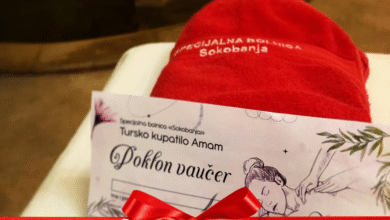 SPECIJALNA BOLNICA
Sokobanja
Specijalna bolnica «Sokobanja»
Tursko kupatilo Amam
Poklon vaučer